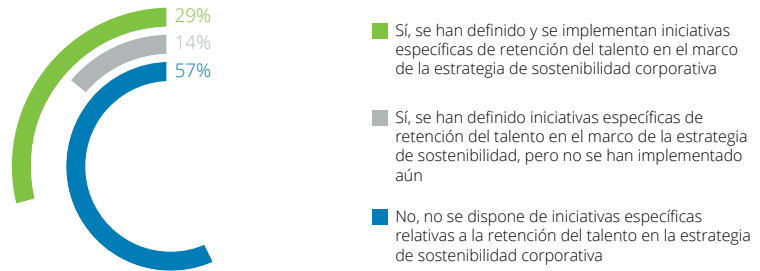 29%
14%
57%
Sí, se han definido y se implementan iniciativas
específicas de retención del talento en el marco
de la estrategia de sostenibilidad corporativa
Sí, se han definido iniciativas específicas de
retención del talento en el marco de la estrategia
de sostenibilidad, pero no se han implementado
aún
No, no se dispone de iniciativas específicas
relativas a la retención del talento en la estrategia
de sostenibilidad corporativa